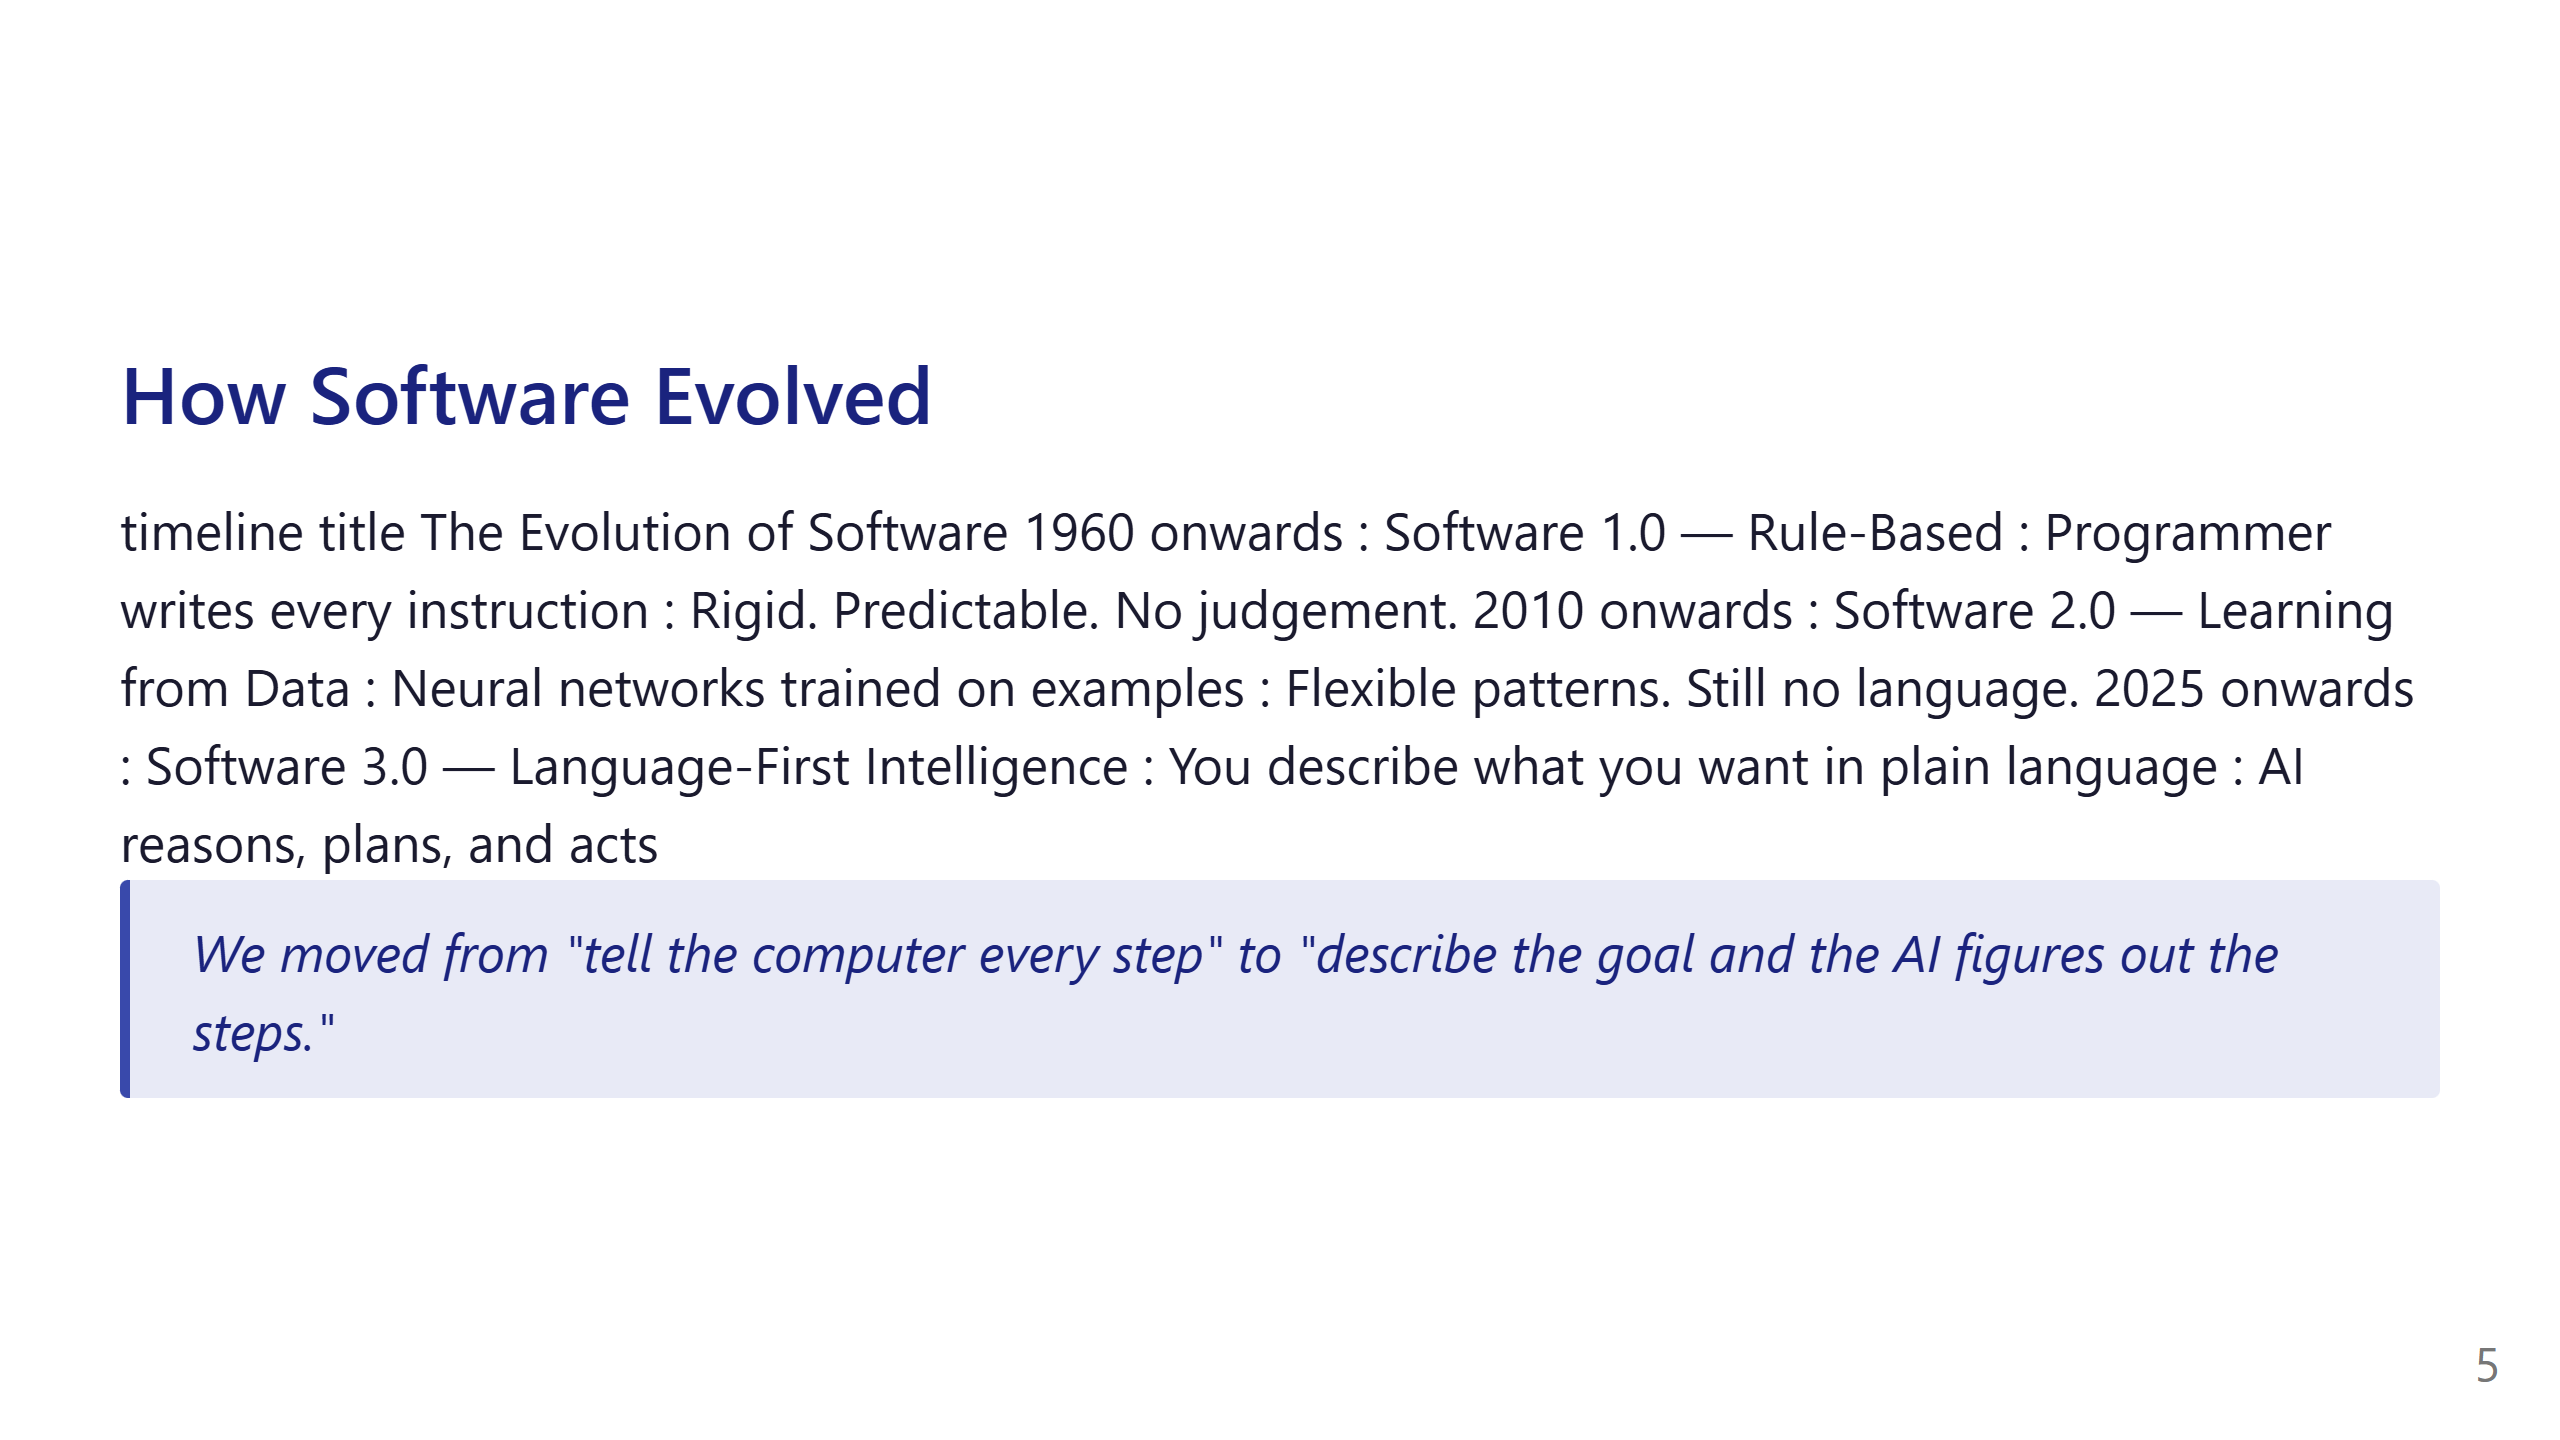 How Software Evolved
timeline title The Evolution of Software 1960 onwards : Software 1.0 — Rule-Based : Programmer
writes every instruction : Rigid. Predictable. No judgement. 2010 onwards : Software 2.0 — Learning
from Data : Neural networks trained on examples : Flexible patterns. Still no language. 2025 onwards
: Software 3.0 — Language-First Intelligence : You describe what you want in plain language : AI
reasons, plans, and acts
We moved from "tell the computer every step" to "describe the goal and the AI figures out the
steps."
5